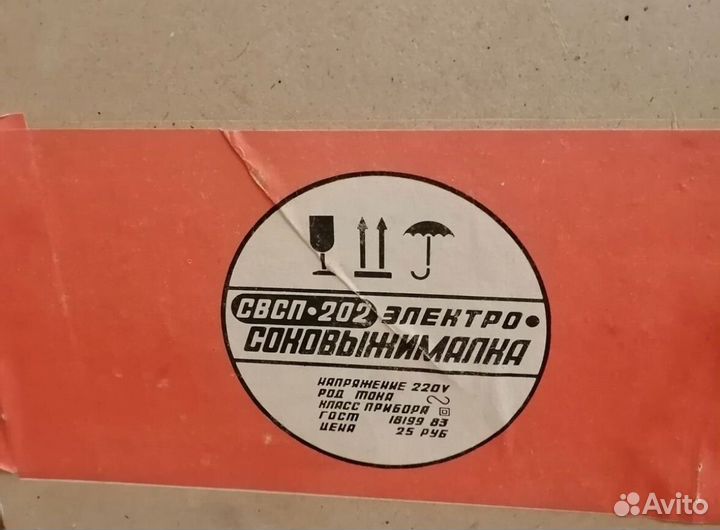 СВСП•202 ЭЛЕКТРО•
СОКОВЫЖИМАЛКА
НАПРЯЖЕНИЕ 220V
РОД ТОКА
КЛАСС ПРИБОРА
ГОСТ 18199 83
ЦЕНА 25 РУБ
Avito